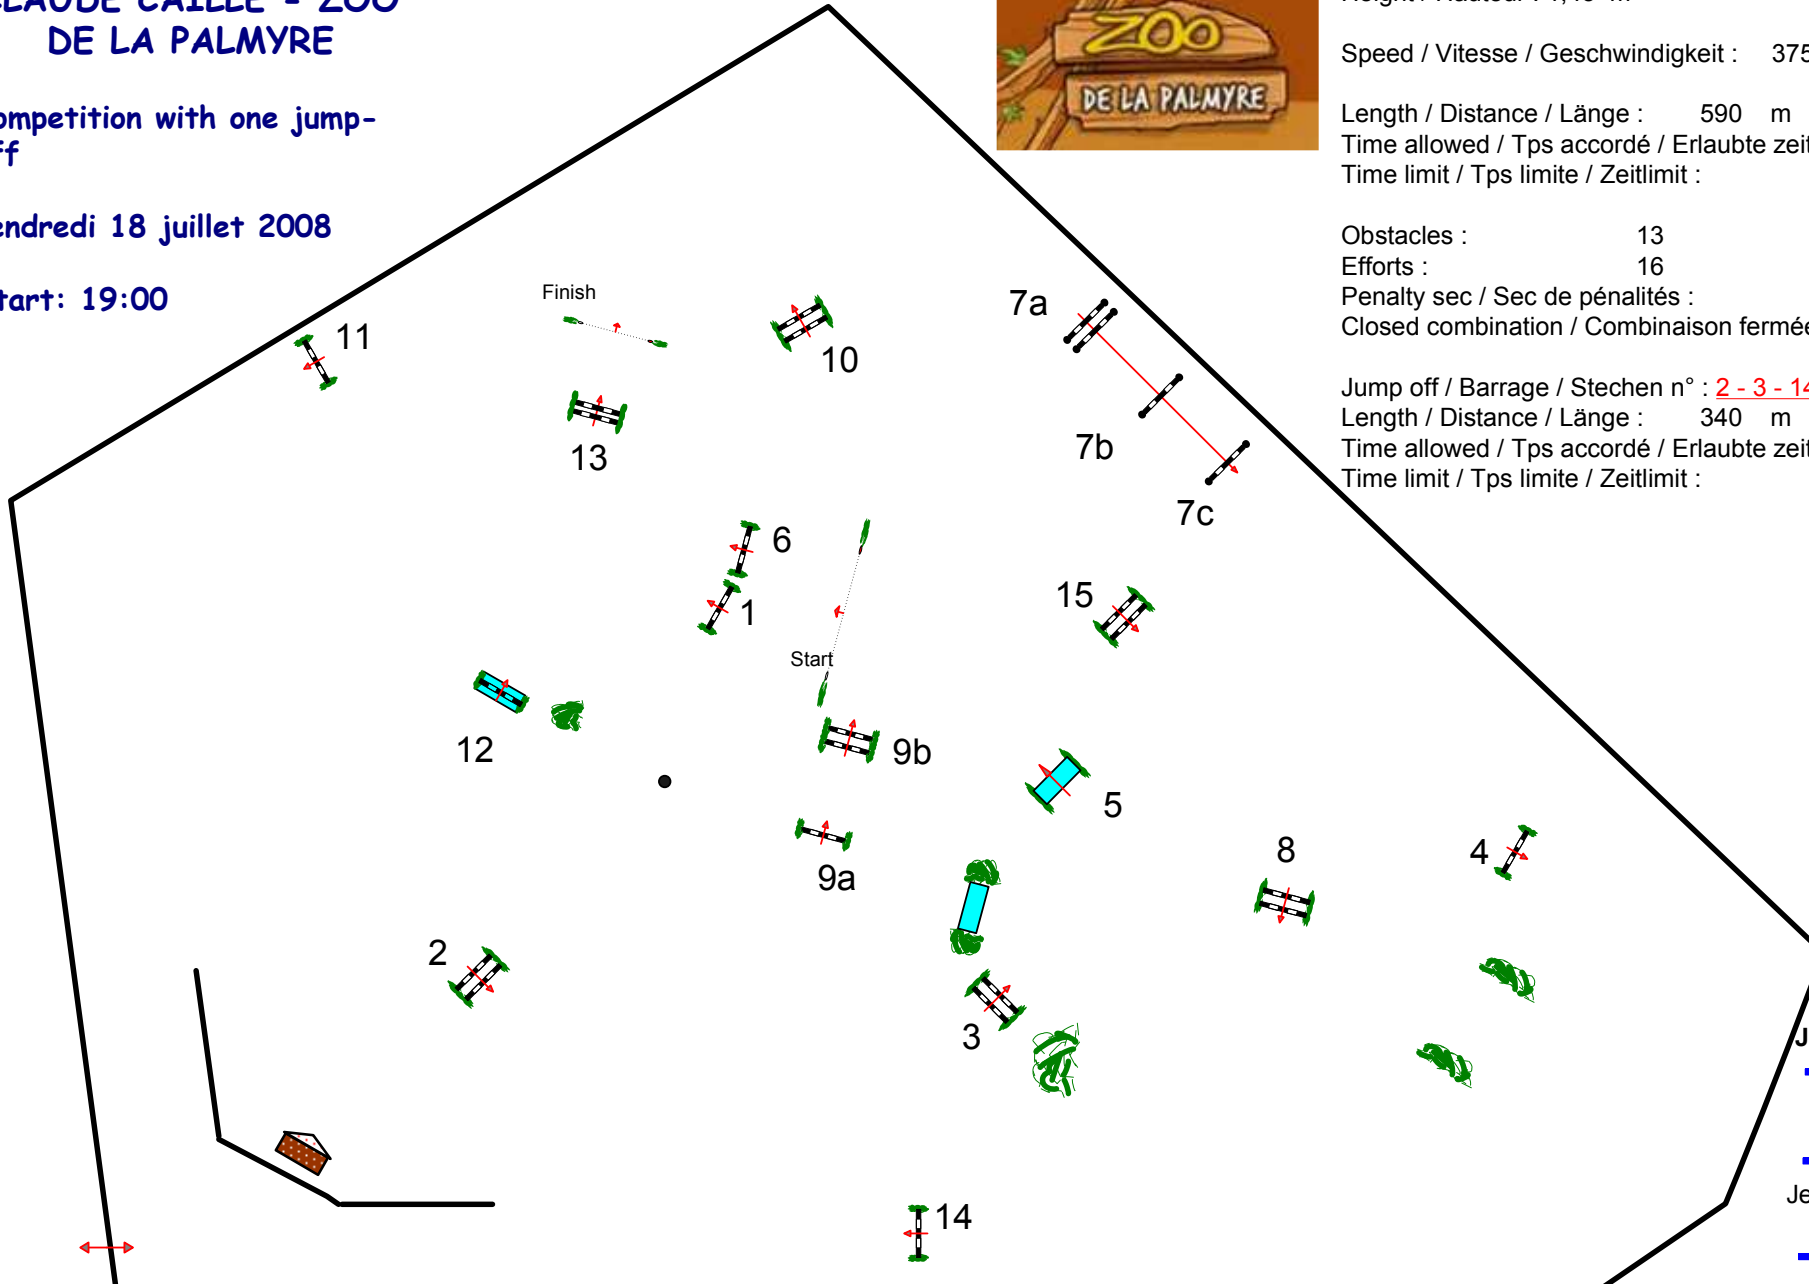 CLAUDE CAILLE - ZOO
DE LA PALMYRE
ompetition with one jump-
ff
endredi 18 juillet 2008
tart: 19:00
ZOO
DE LA PALMYRE
Speed / Vitesse / Geschwindigkeit : 375
Length / Distance / Länge : 590 m
Time allowed / Tps accordé / Erlaubte zeit
Time limit / Tps limite / Zeitlimit :
Obstacles : 13
Efforts : 16
Penalty sec / Sec de pénalités :
Closed combination / Combinaison fermée
Jump off / Barrage / Stechen n° : 2 - 3 - 14
Length / Distance / Länge : 340 m
Time allowed / Tps accordé / Erlaubte zeit
Time limit / Tps limite / Zeitlimit :
Finish
11
10
13
7a
7b
7c
6
1
15
Start
12
9b
5
9a
8
4
2
3
14
J
Je